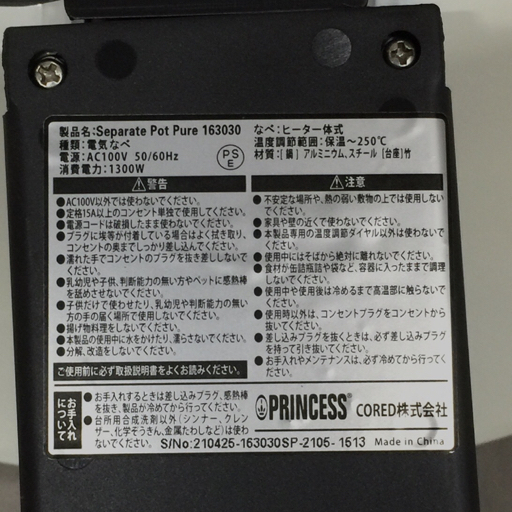 製品名:Separate Pot Pure 163030
種類:電気なべ
電源:AC100V 50/60Hz
消費電力:1300W
PS
E
なべ:ヒーター一体式
温度調節範囲:保温〜250℃
材質:[鍋] アルミニウム、スチール [台座]竹
警告
●AC100V以外では使わないでください。
●定格15A以上のコンセント単独で使用してください。
●電源コードは破損したまま使わないでください。
●プラグに埃等が付着している場合はよく拭き取り、
コンセントの奥までしっかり差し込んでください。
●濡れた手でコンセントのプラグを抜き差ししないで
ください。
●乳幼児や子供、判断能力の無い方やペットに感熱棒
を舐めさせないでください。
●子供だけで使わせたり、乳幼児や判断能力の無い
方の手の届く場所で使用しないでください。
●揚げ物料理をしないでください。
●本製品の使用中に水をかけたり、濡らさないでください。
●分解、改造をしないでください。
ご使用前に必ず取扱説明書をよくお読みください。
注意
●不安定な場所や、熱の弱い敷物の上では使用しない
でください。
●家具や壁の近くで使わないでください。
●本製品専用の温度調節ダイヤル以外は使わないで
ください。
●使用中にはそばから絶対に離れないでください。
●食材が缶詰瓶詰や袋など、容器に入ったままで調理
しないでください。
●使用中や使用後は冷めるまで高温部に触らないで
ください。
●使用時以外は、コンセントプラグをコンセントから
抜いてください。
●差し込みプラグを抜くときは、必ず差し込みプラグ
を持って引き抜いてください。
●お手入れやメンテナンスは、必ず冷めてから行って
ください。
お手入れ
について
●お手入れするときは差し込みプラグ、感熱棒
を抜き、製品が冷めてから行ってください。
●台所用合成洗剤以外(シンナー、クレン
ザー、化学ぞうきん、金属たわしなど)は使わ
ないでください。
PRINCESS® CORED株式会社
S/No:210425-163030SP-2105- 1513 Made in China